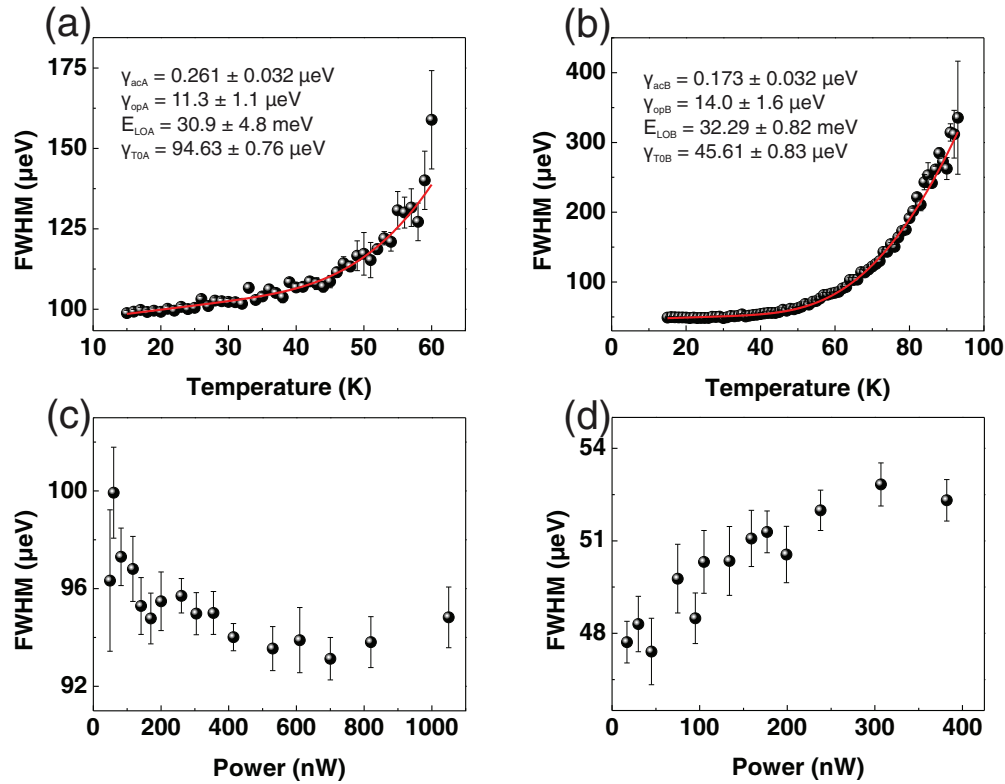 (a)
175
150
125
100
FWHM (µeV)
γacA = 0.261 ± 0.032 µeV
γopA = 11.3 ± 1.1 µeV
ELOA = 30.9 ± 4.8 meV
γT0A = 94.63 ± 0.76 µeV
10 20 30 40 50 60
Temperature (K)
(b)
400
300
200
100
FWHM (µeV)
γacB = 0.173 ± 0.032 µeV
γopB = 14.0 ± 1.6 µeV
ELOB = 32.29 ± 0.82 meV
γT0B = 45.61 ± 0.83 µeV
0 20 40 60 80 100
Temperature (K)
(c)
100
96
92
FWHM (µeV)
0 200 400 600 800 1000
Power (nW)
(d)
54
51
48
FWHM (µeV)
0 100 200 300 400
Power (nW)